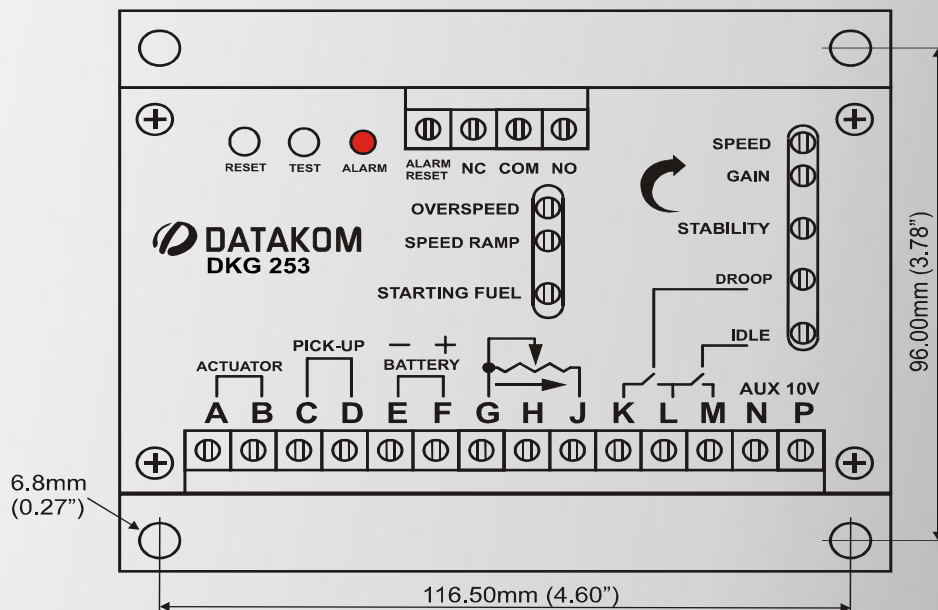 RESET TEST ALARM
ALARM RESET NC COM NO
SPEED
GAIN
OVERSPEED
STABILITY
SPEED RAMP
DATAKOM
DKG 253
STARTING FUEL
DROOP
IDLE
PICK-UP
− +
ACTUATOR
BATTERY
AUX 10V
A B C D E F G H J K L M N P
6.8mm
(0.27”)
96.00mm (3.78”)
116.50mm (4.60”)